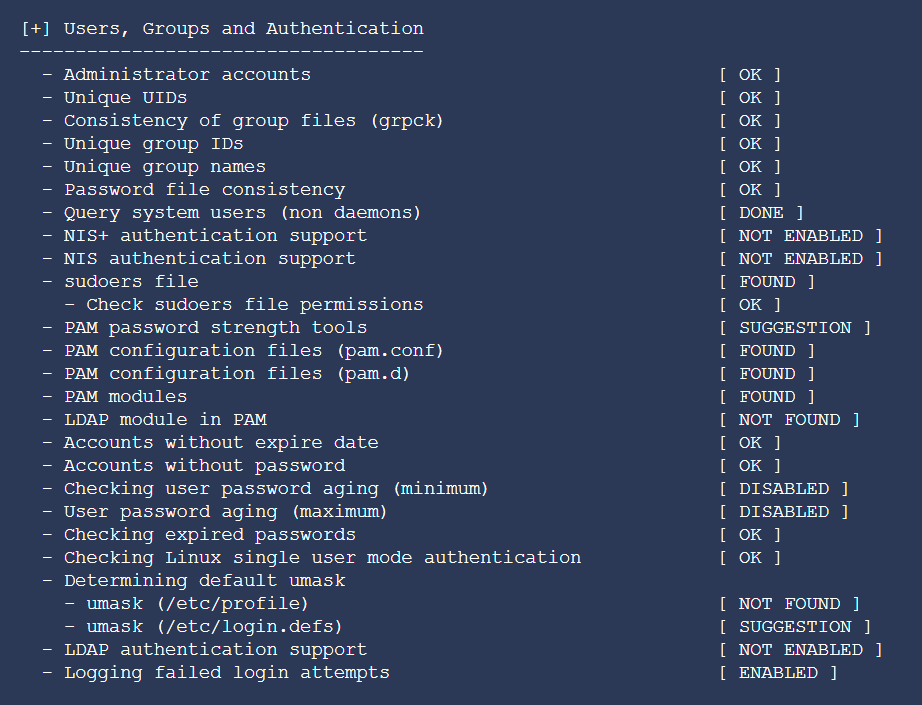 [+] Users, Groups and Authentication
------------------------------------
  - Administrator accounts                                  [ OK ]
  - Unique UIDs                                             [ OK ]
  - Consistency of group files (grpck)                      [ OK ]
  - Unique group IDs                                        [ OK ]
  - Unique group names                                      [ OK ]
  - Password file consistency                               [ OK ]
  - Query system users (non daemons)                        [ DONE ]
  - NIS+ authentication support                             [ NOT ENABLED ]
  - NIS authentication support                              [ NOT ENABLED ]
  - sudoers file                                            [ FOUND ]
    - Check sudoers file permissions                        [ OK ]
  - PAM password strength tools                             [ SUGGESTION ]
  - PAM configuration files (pam.conf)                      [ FOUND ]
  - PAM configuration files (pam.d)                         [ FOUND ]
  - PAM modules                                             [ FOUND ]
  - LDAP module in PAM                                      [ NOT FOUND ]
  - Accounts without expire date                            [ OK ]
  - Accounts without password                               [ OK ]
  - Checking user password aging (minimum)                  [ DISABLED ]
  - User password aging (maximum)                           [ DISABLED ]
  - Checking expired passwords                              [ OK ]
  - Checking Linux single user mode authentication          [ OK ]
  - Determining default umask
    - umask (/etc/profile)                                  [ NOT FOUND ]
    - umask (/etc/login.defs)                               [ SUGGESTION ]
  - LDAP authentication support                             [ NOT ENABLED ]
  - Logging failed login attempts                           [ ENABLED ]